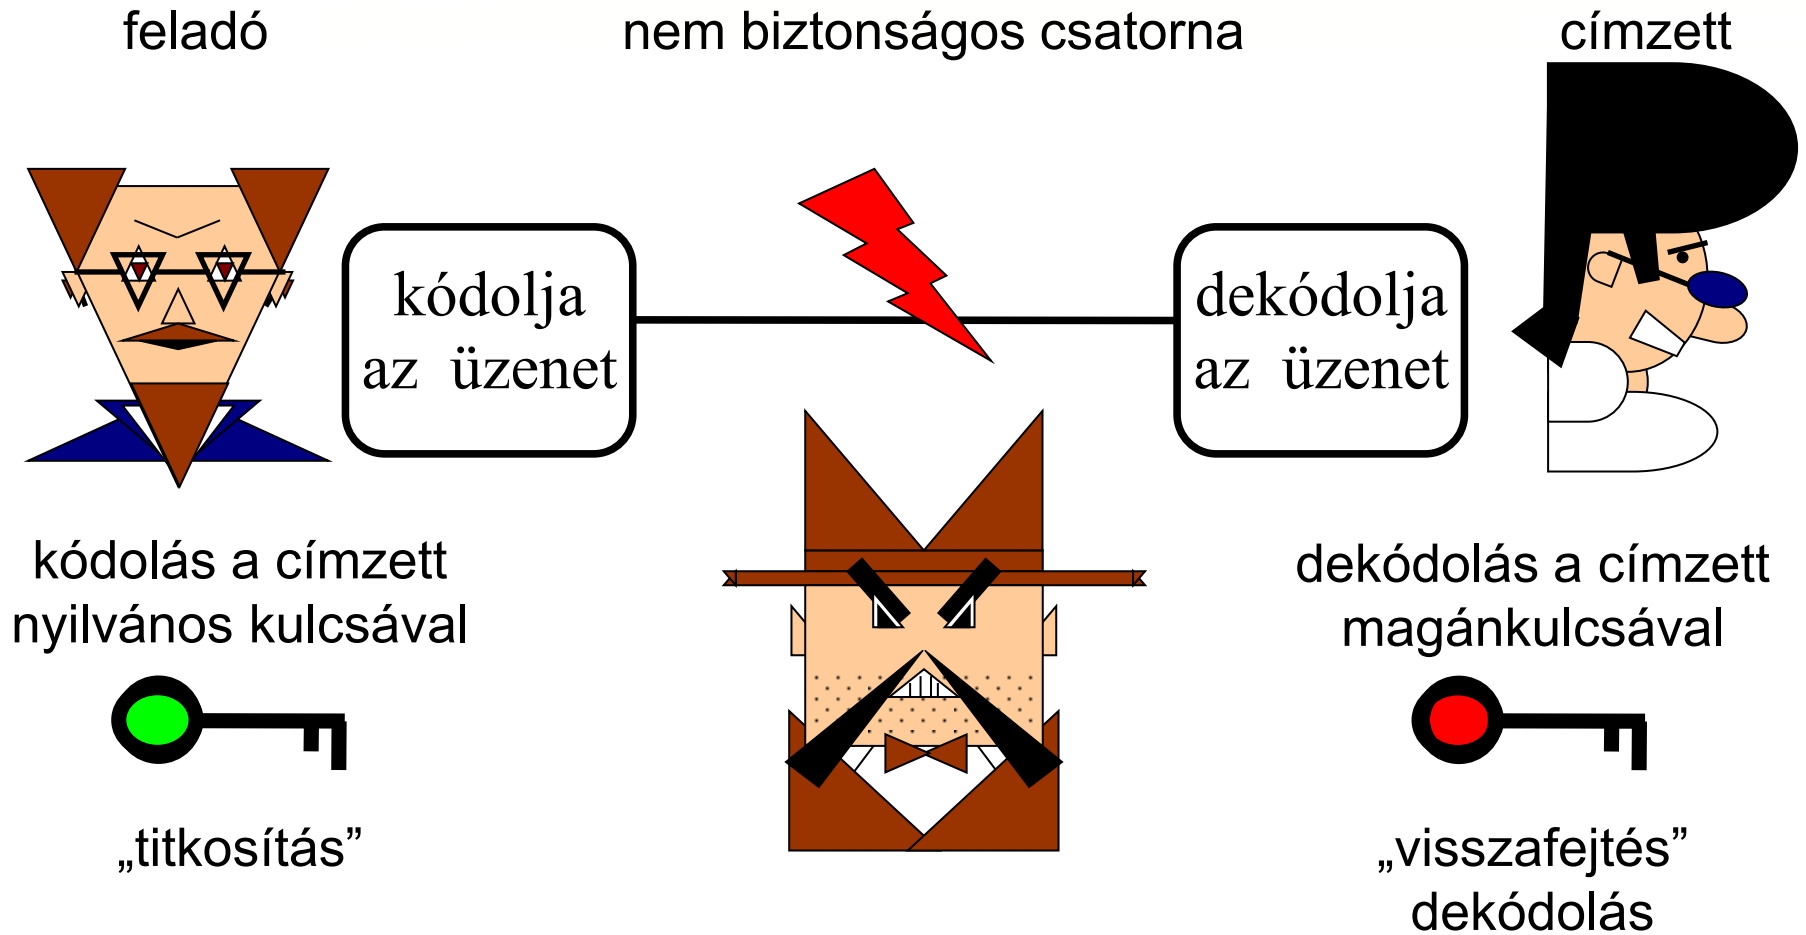 feladó
nem biztonságos csatorna
címzett
kódolja
az üzenet
dekódolja
az üzenet
kódolás a címzett
nyilvános kulcsával
dekódolás a címzett
magánkulcsával
„titkosítás”
„visszafejtés”
dekódolás